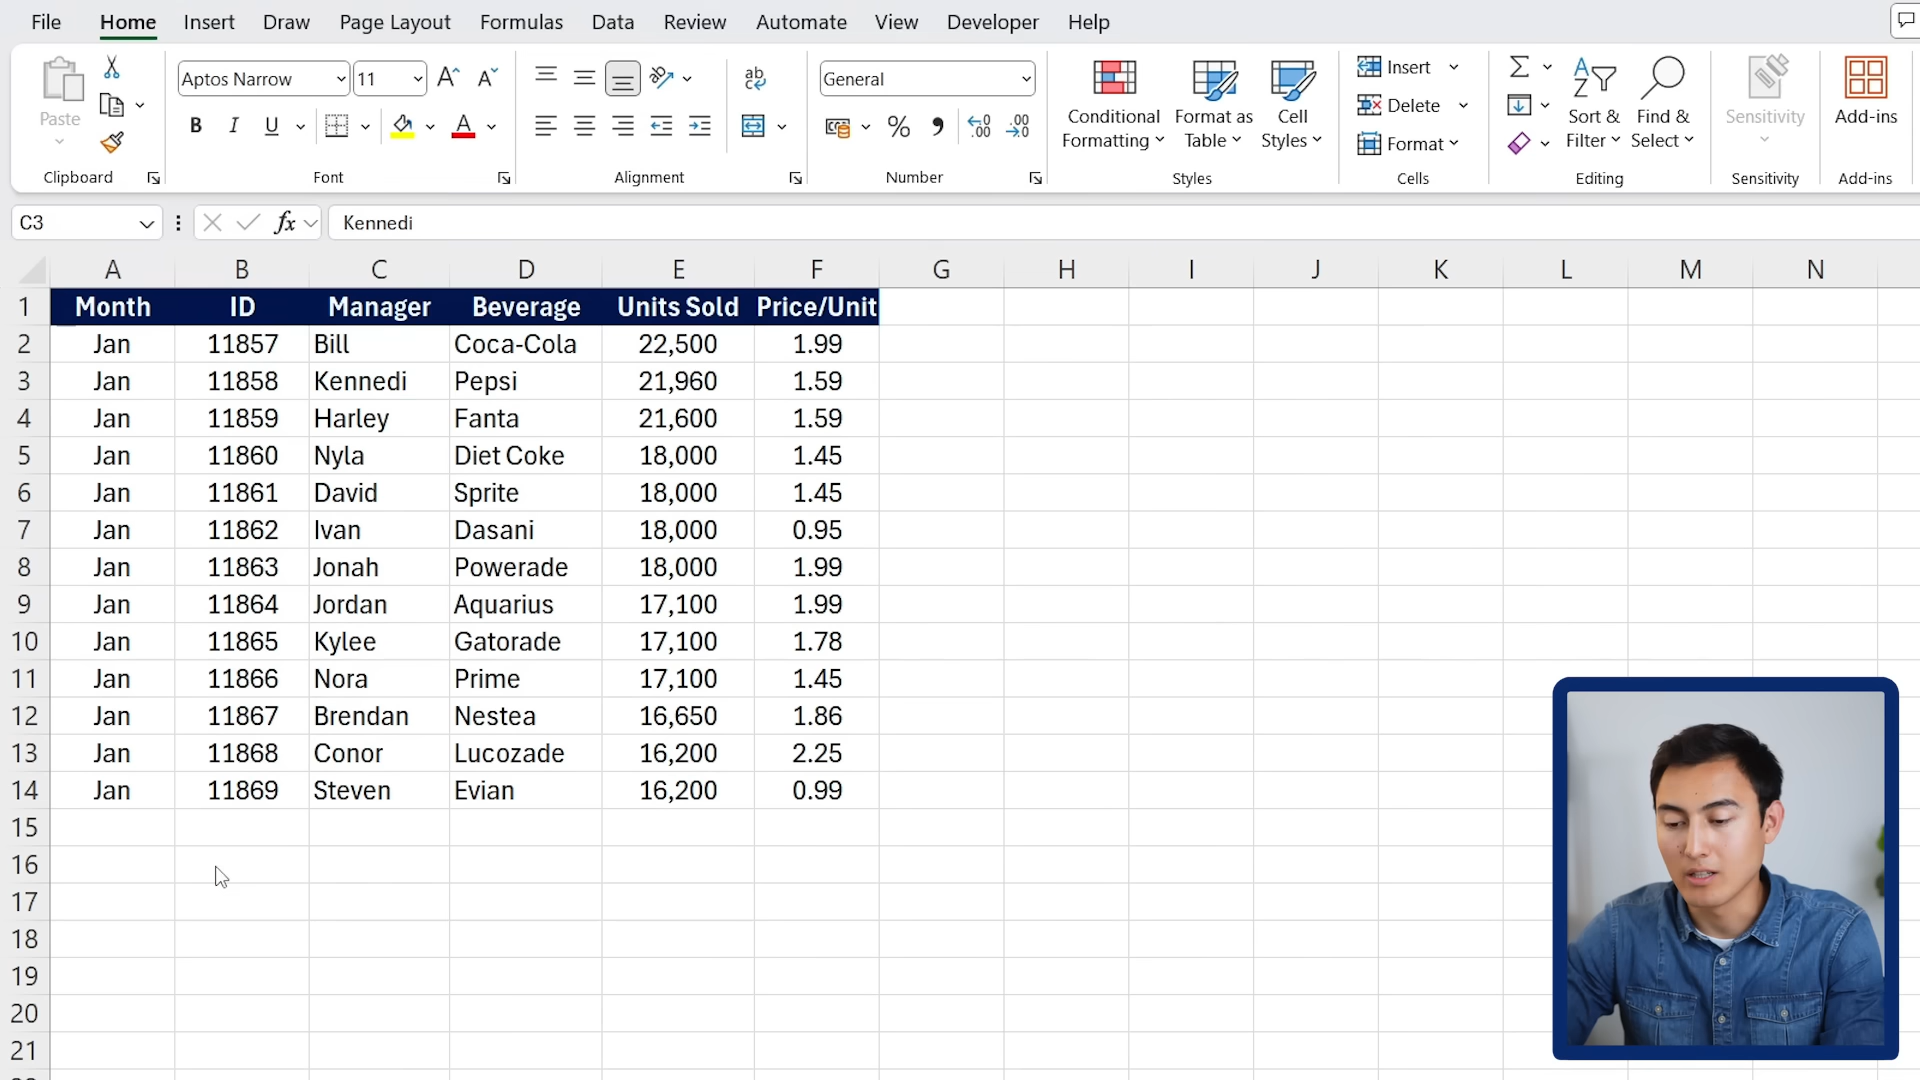 File Home Insert Draw Page Layout Formulas Data Review Automate View Developer Help
Paste
Aptos Narrow 11
B I U A
ab
General
% .00
Conditional Formatting
Format as Table
Cell Styles
Insert
Delete
Format
Sort & Filter
Find & Select
Sensitivity
Add-ins
Clipboard Font Alignment Number Styles Cells Editing Sensitivity Add-ins
C3 fx Kennedi
A B C D E F G H I J K L M N
1 Month ID Manager Beverage Units Sold Price/Unit
2 Jan 11857 Bill Coca-Cola 22,500 1.99
3 Jan 11858 Kennedi Pepsi 21,960 1.59
4 Jan 11859 Harley Fanta 21,600 1.59
5 Jan 11860 Nyla Diet Coke 18,000 1.45
6 Jan 11861 David Sprite 18,000 1.45
7 Jan 11862 Ivan Dasani 18,000 0.95
8 Jan 11863 Jonah Powerade 18,000 1.99
9 Jan 11864 Jordan Aquarius 17,100 1.99
10 Jan 11865 Kylee Gatorade 17,100 1.78
11 Jan 11866 Nora Prime 17,100 1.45
12 Jan 11867 Brendan Nestea 16,650 1.86
13 Jan 11868 Conor Lucozade 16,200 2.25
14 Jan 11869 Steven Evian 16,200 0.99
15
16
17
18
19
20
21